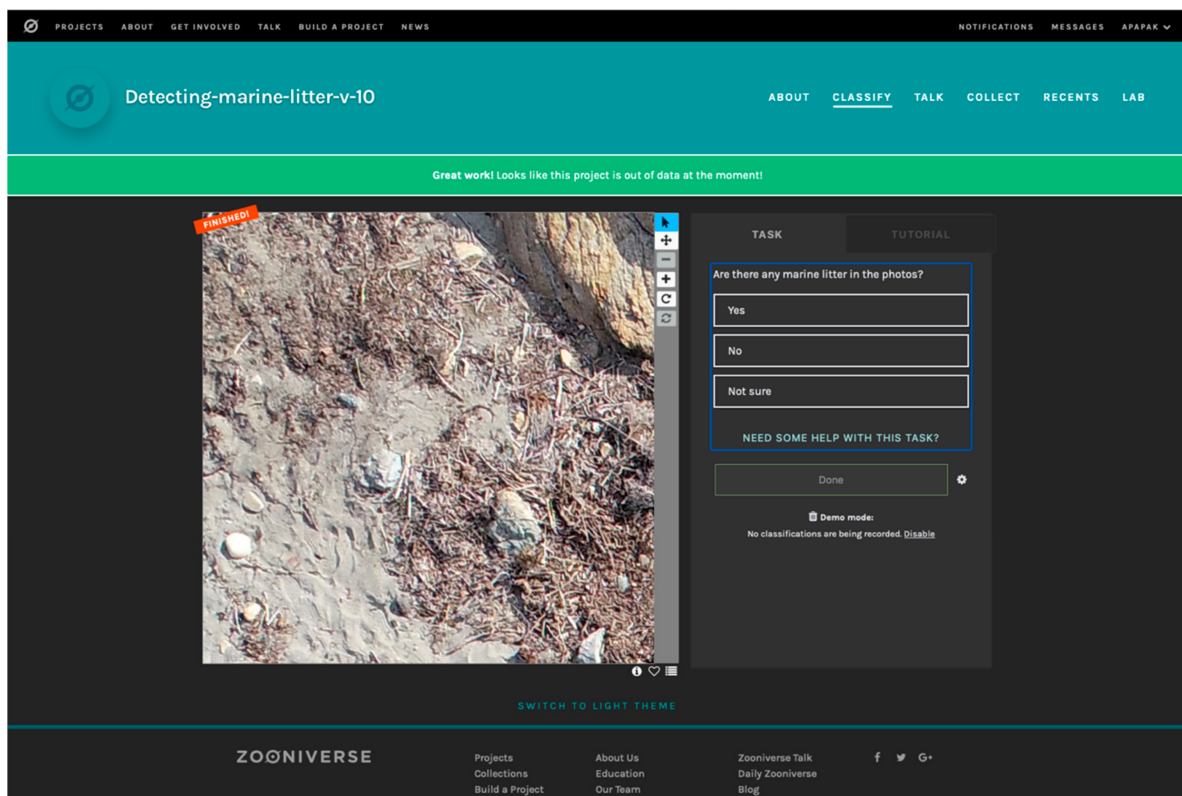 PROJECTS ABOUT GET INVOLVED TALK BUILD A PROJECT NEWS NOTIFICATIONS MESSAGES APAPAK
Detecting-marine-litter-v-10 ABOUT CLASSIFY TALK COLLECT RECENTS LAB
Great work! Looks like this project is out of data at the moment!
FINISHED!
TASK TUTORIAL
Are there any marine litter in the photos?
Yes
No
Not sure
NEED SOME HELP WITH THIS TASK?
Done
Demo mode:
No classifications are being recorded. Disable
SWITCH TO LIGHT THEME
ZOONIVERSE Projects About Us Zooniverse Talk
Collections Education Daily Zooniverse
Build a Project Our Team Blog